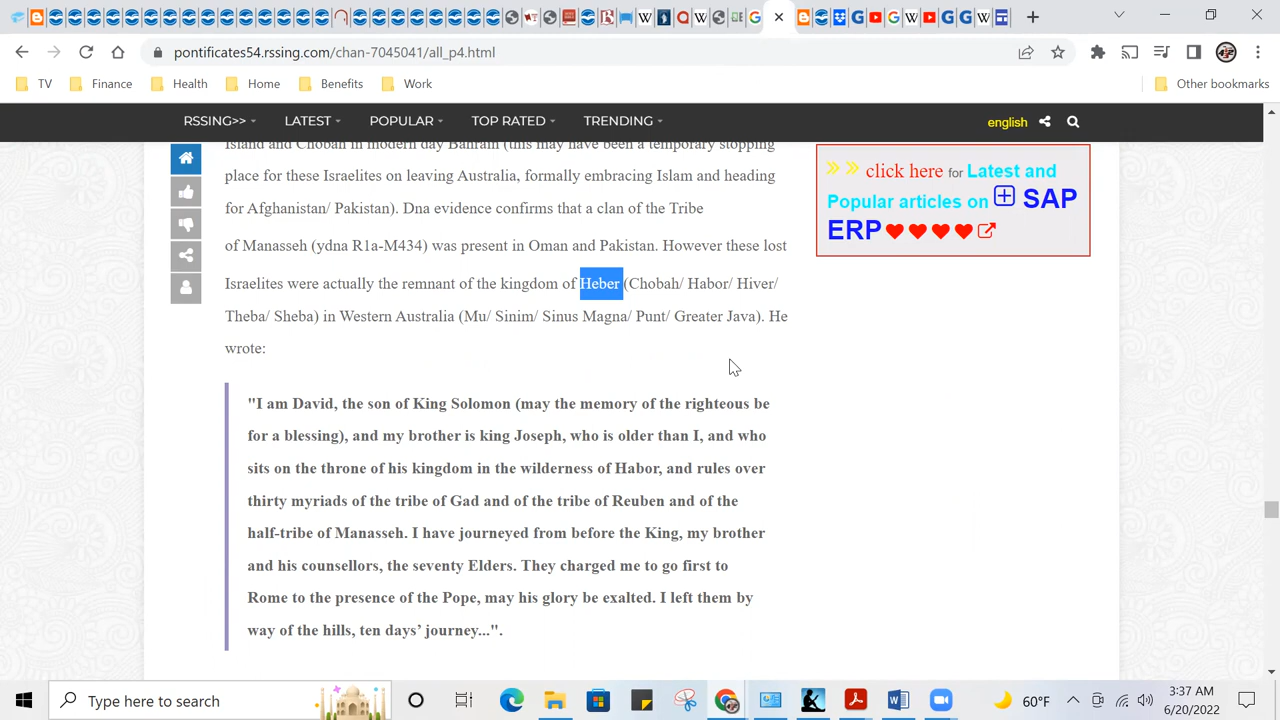 pontificates54.rssing.com/chan-7045041/all_p4.html
TV Finance Health Home Benefits Work Other bookmarks
RSSING>> LATEST POPULAR TOP RATED TRENDING english
Island and Chobah in modern day Bahrain (this may have been a temporary stopping
place for these Israelites on leaving Australia, formally embracing Islam and heading
for Afghanistan/ Pakistan). Dna evidence confirms that a clan of the Tribe
of Manasseh (ydna R1a-M434) was present in Oman and Pakistan. However these lost
Israelites were actually the remnant of the kingdom of Heber (Chobah/ Habor/ Hiver/
Theba/ Sheba) in Western Australia (Mu/ Sinim/ Sinus Magna/ Punt/ Greater Java). He
wrote:
"I am David, the son of King Solomon (may the memory of the righteous be
for a blessing), and my brother is king Joseph, who is older than I, and who
sits on the throne of his kingdom in the wilderness of Habor, and rules over
thirty myriads of the tribe of Gad and of the tribe of Reuben and of the
half-tribe of Manasseh. I have journeyed from before the King, my brother
and his counsellors, the seventy Elders. They charged me to go first to
Rome to the presence of the Pope, may his glory be exalted. I left them by
way of the hills, ten days’ journey...".
click here for Latest and
Popular articles on SAP
ERP
Type here to search
60°F
3:37 AM
6/20/2022